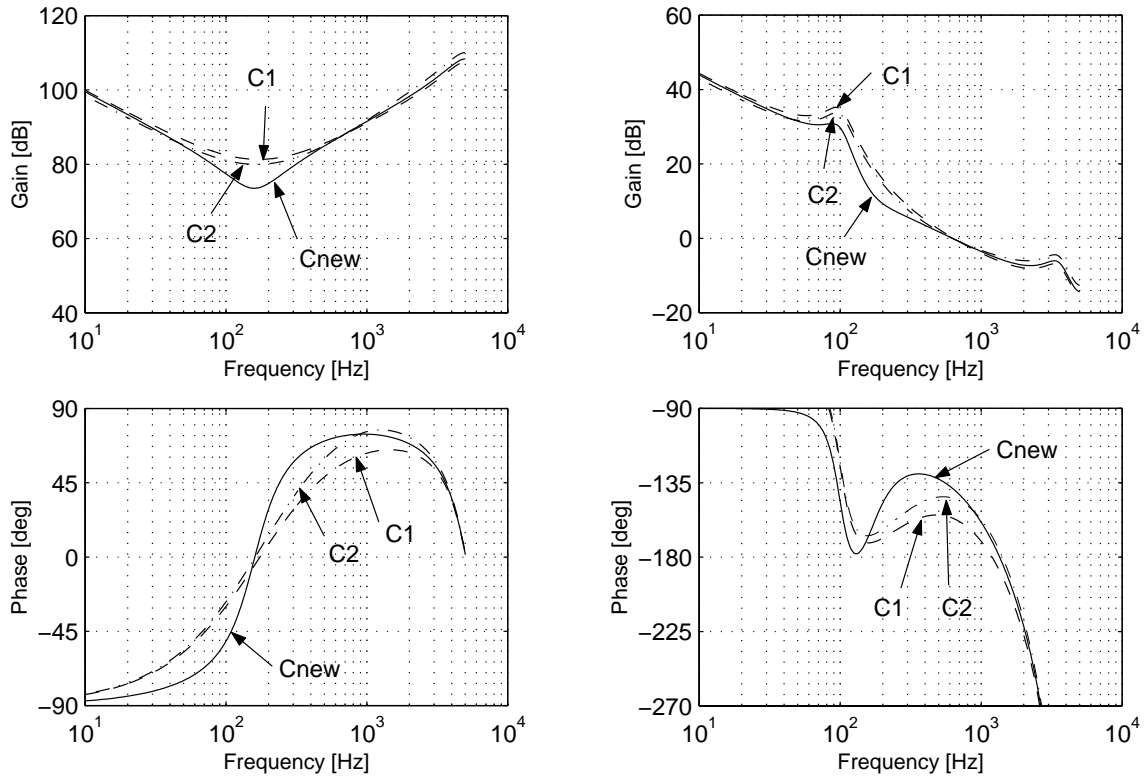 120
100
80
60
40
Gain [dB]
C1
C2
Cnew
10^1 10^2 10^3 10^4
Frequency [Hz]
60
40
20
0
−20
Gain [dB]
C1
C2
Cnew
10^1 10^2 10^3 10^4
Frequency [Hz]
90
45
0
−45
−90
Phase [deg]
C1
C2
Cnew
10^1 10^2 10^3 10^4
Frequency [Hz]
−90
−135
−180
−225
−270
Phase [deg]
Cnew
C1 C2
10^1 10^2 10^3 10^4
Frequency [Hz]